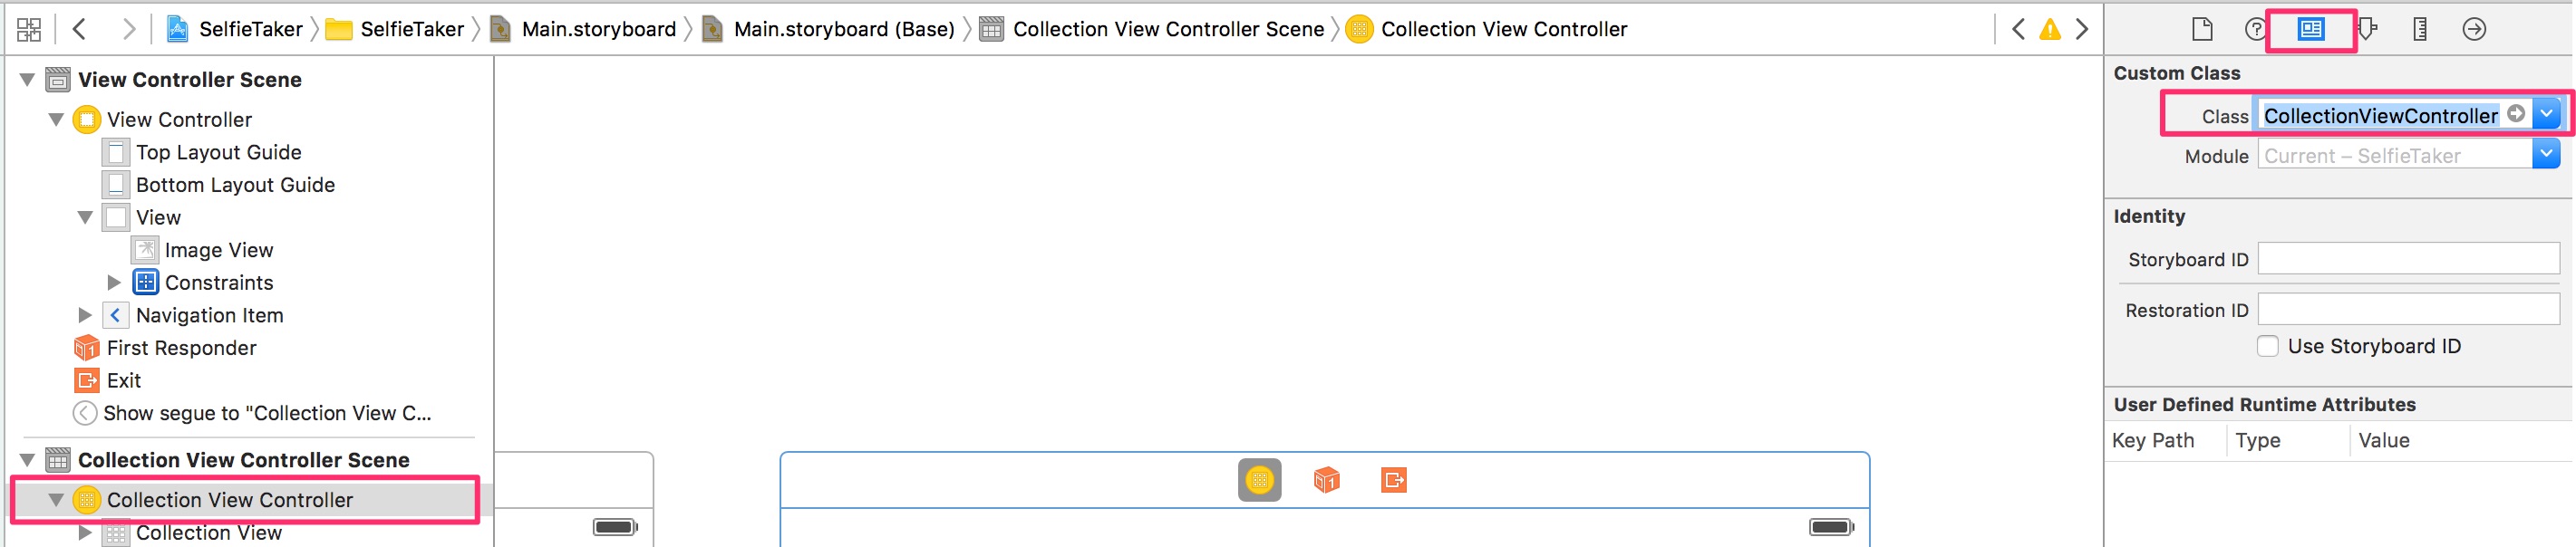 SelfieTaker SelfieTaker Main.storyboard Main.storyboard (Base) Collection View Controller Scene Collection View Controller
View Controller Scene
View Controller
Top Layout Guide
Bottom Layout Guide
View
Image View
Constraints
Navigation Item
First Responder
1
Exit
Show segue to "Collection View C...
Collection View Controller Scene
Collection View Controller
Collection View
1
?
Custom Class
Class CollectionViewController
Module Current – SelfieTaker
Identity
Storyboard ID
Restoration ID
Use Storyboard ID
User Defined Runtime Attributes
Key Path Type Value